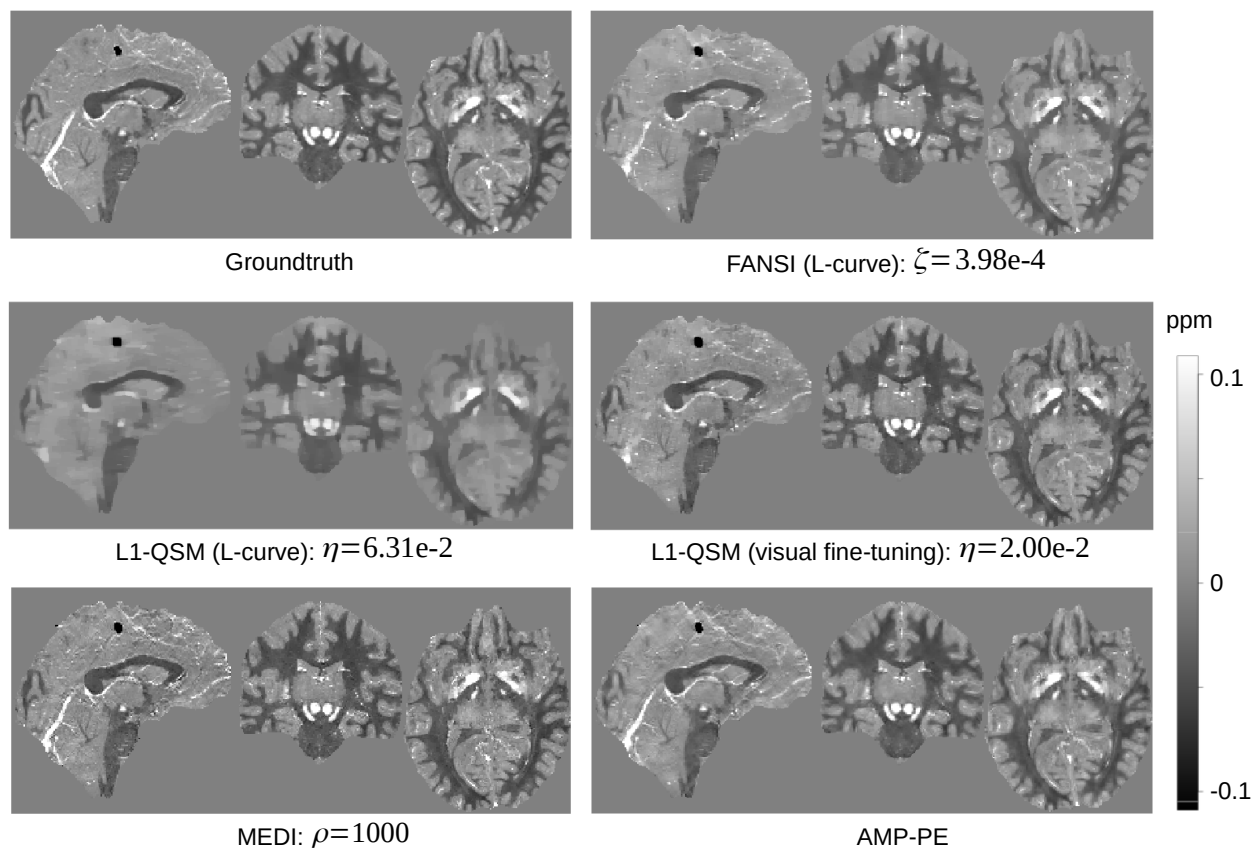 Groundtruth
FANSI (L-curve): ζ=3.98e-4
ppm
0.1
0
-0.1
L1-QSM (L-curve): η=6.31e-2
L1-QSM (visual fine-tuning): η=2.00e-2
MEDI: ρ=1000
AMP-PE